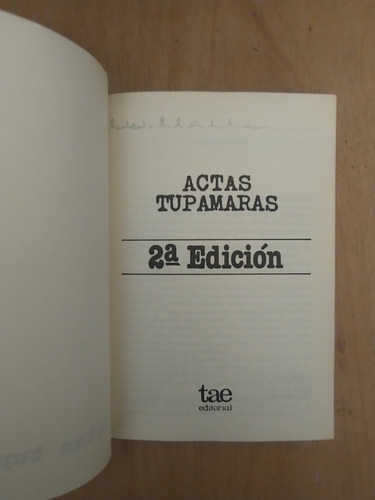 ACTAS
TUPAMARAS
2ª Edición
tae
editorial